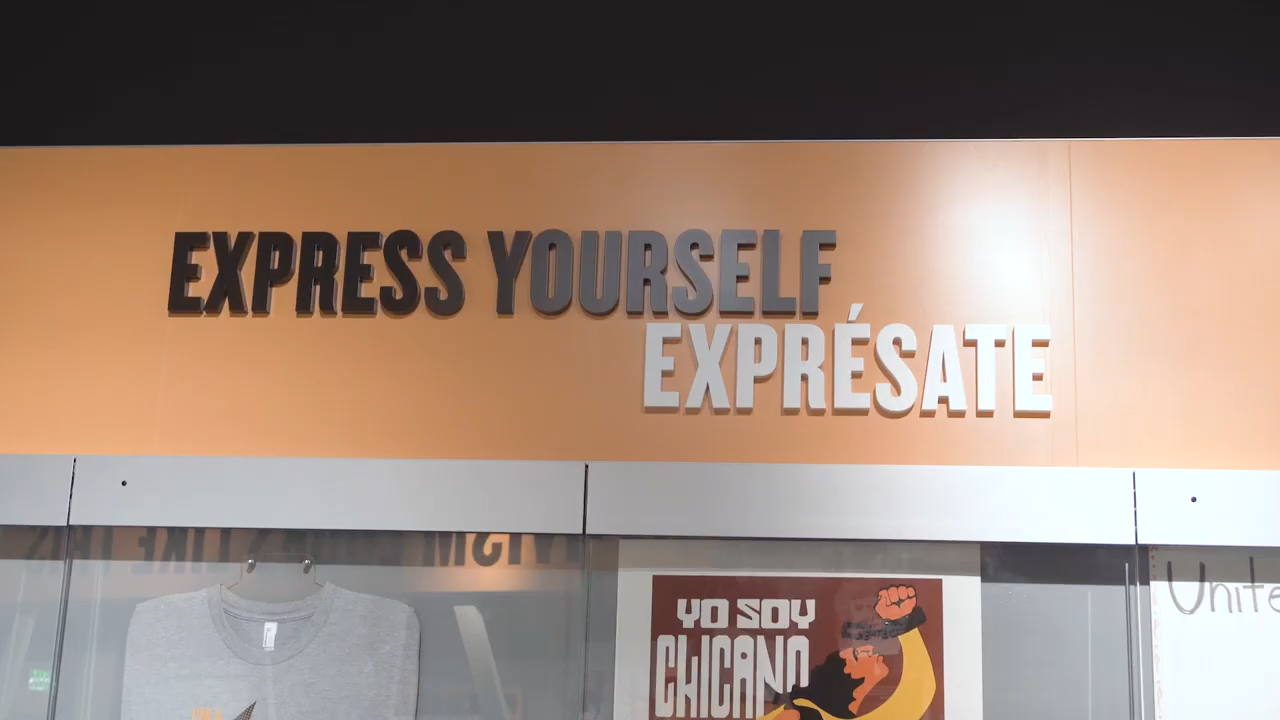 EXPRESS YOURSELF
EXPRÉSATE
YO SOY
CHICANO
Unite